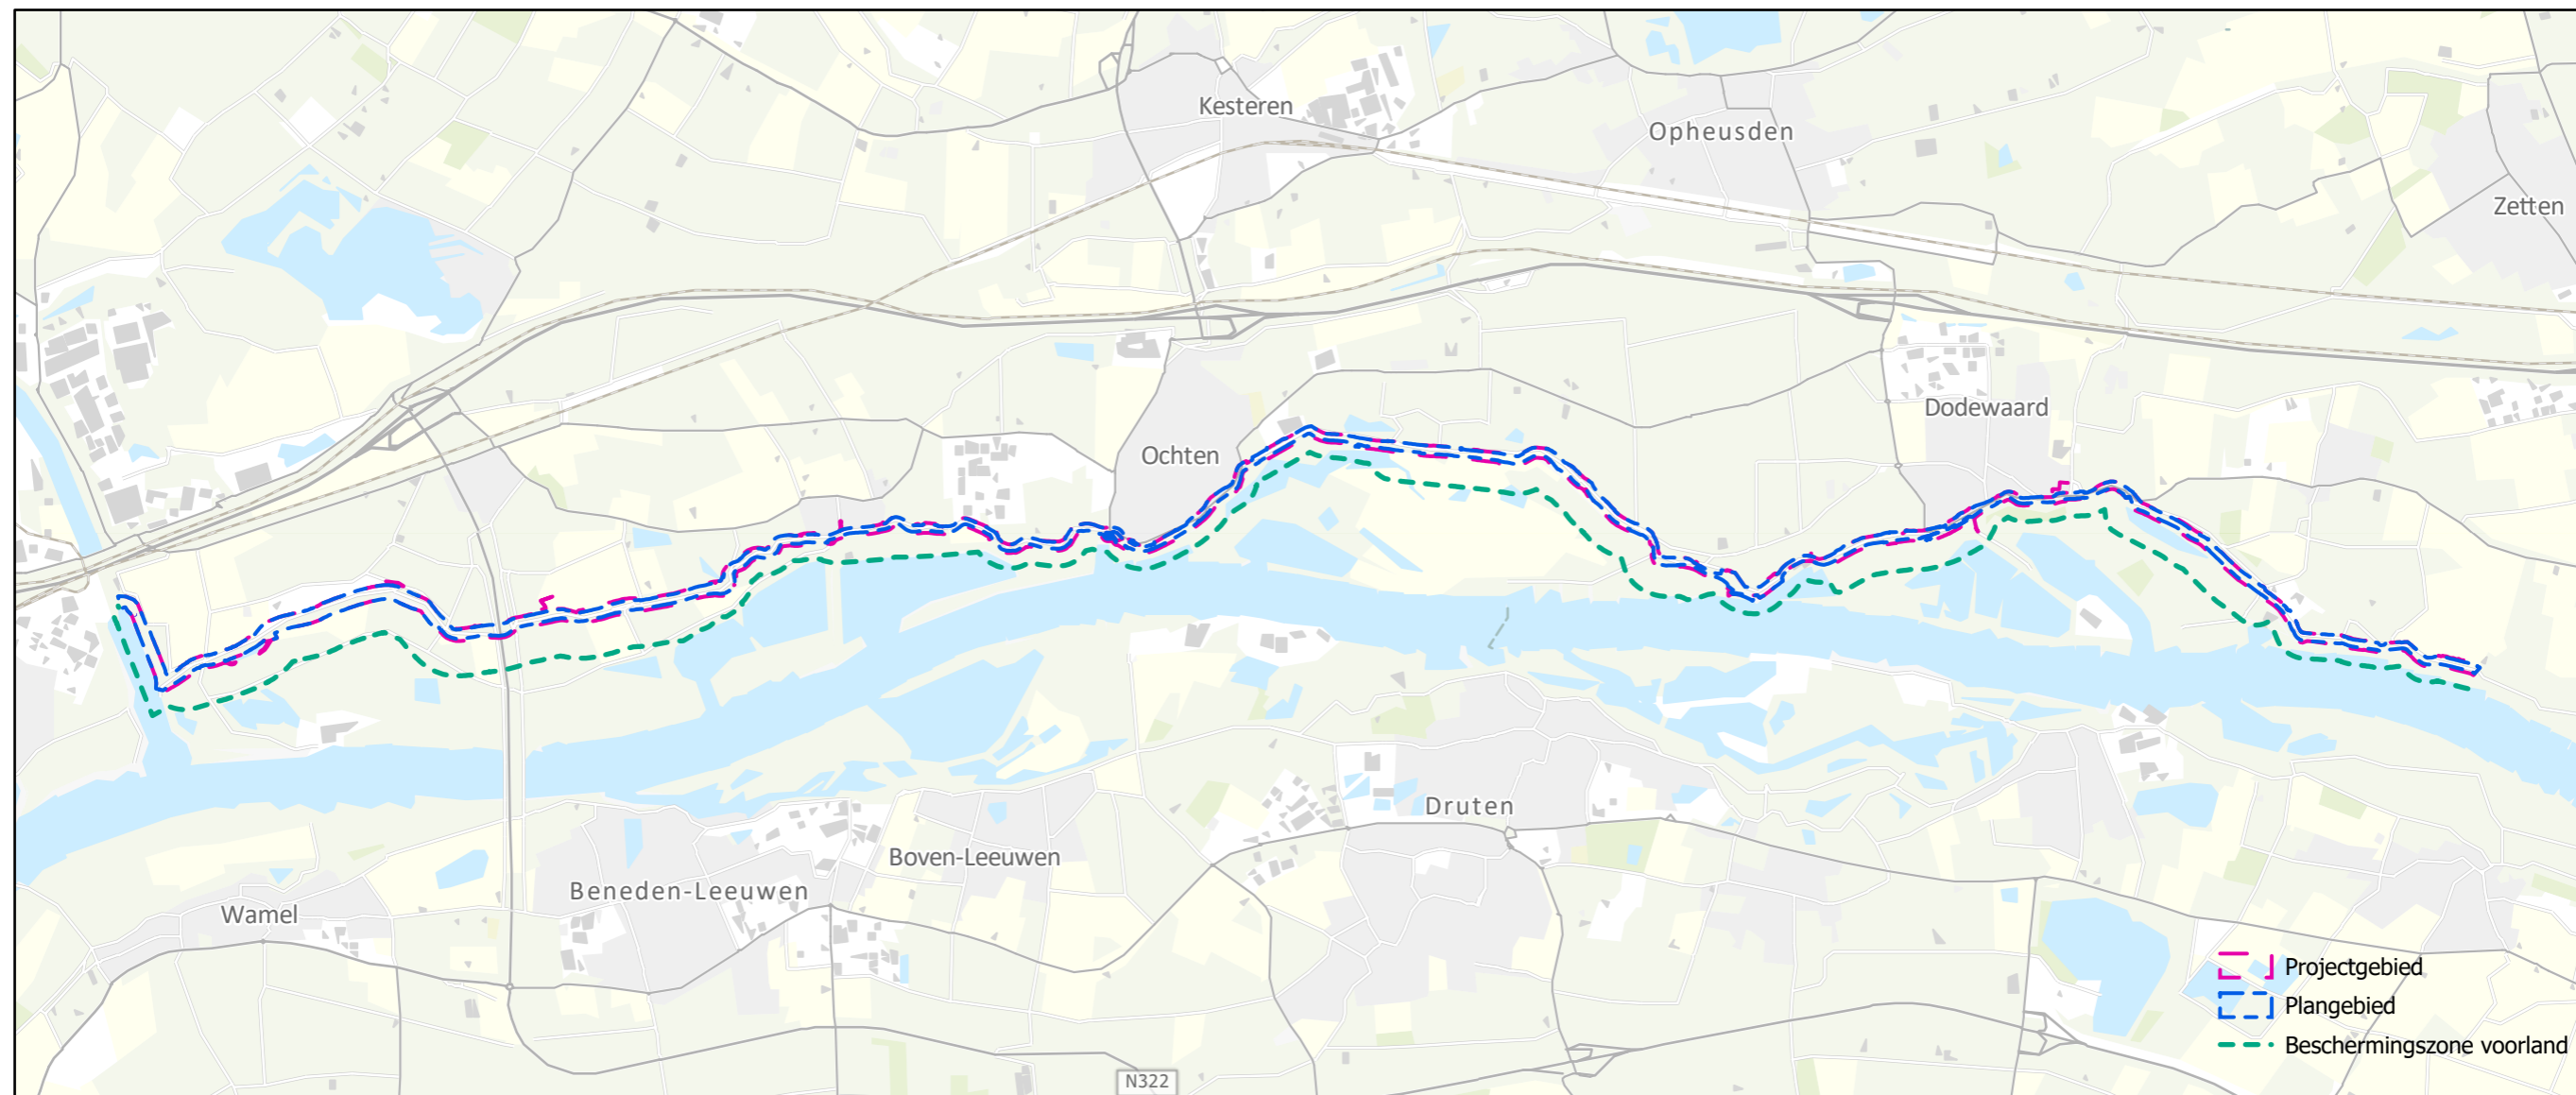 Kesteren
Opheusden
Zetten
Dodewaard
Ochten
Druten
Boven-Leeuwen
Beneden-Leeuwen
Wamel
N322
Projectgebied
Plangebied
Beschermingszone voorland